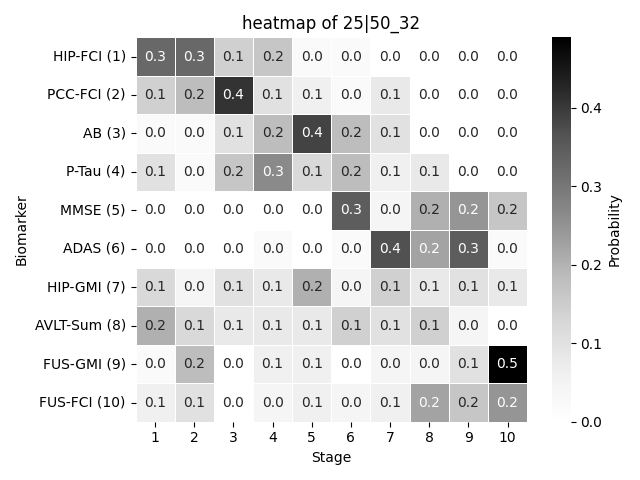 heatmap of 25|50_32
HIP-FCI (1) 0.3 0.3 0.1 0.2 0.0 0.0 0.0 0.0 0.0 0.0
PCC-FCI (2) 0.1 0.2 0.4 0.1 0.1 0.0 0.1 0.0 0.0 0.0
AB (3) 0.0 0.0 0.1 0.2 0.4 0.2 0.1 0.0 0.0 0.0
P-Tau (4) 0.1 0.0 0.2 0.3 0.1 0.2 0.1 0.1 0.0 0.0
MMSE (5) 0.0 0.0 0.0 0.0 0.0 0.3 0.0 0.2 0.2 0.2
ADAS (6) 0.0 0.0 0.0 0.0 0.0 0.0 0.4 0.2 0.3 0.0
HIP-GMI (7) 0.1 0.0 0.1 0.1 0.2 0.0 0.1 0.1 0.1 0.1
AVLT-Sum (8) 0.2 0.1 0.1 0.1 0.1 0.1 0.1 0.1 0.0 0.0
FUS-GMI (9) 0.0 0.2 0.0 0.1 0.1 0.0 0.0 0.0 0.1 0.5
FUS-FCI (10) 0.1 0.1 0.0 0.0 0.1 0.0 0.1 0.2 0.2 0.2
1 2 3 4 5 6 7 8 9 10
Stage
Biomarker
0.4
0.3
0.2
0.1
0.0
Probability